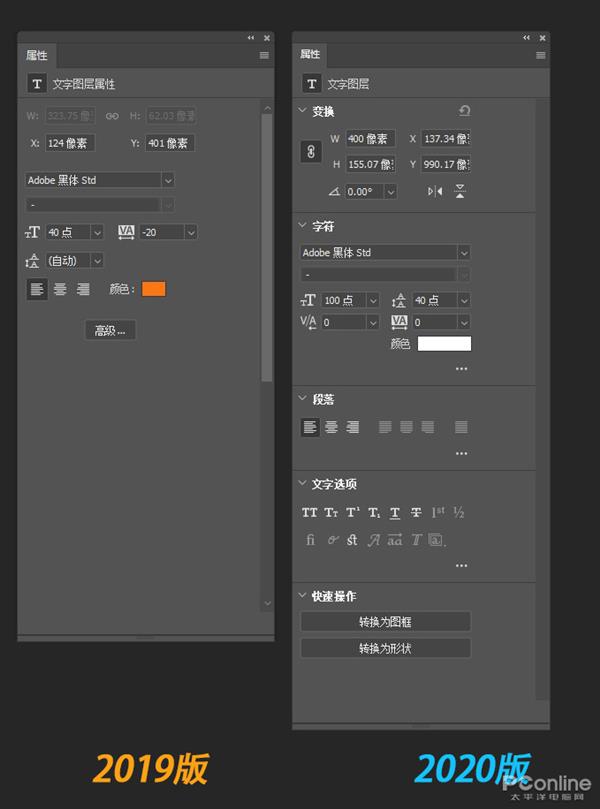 属性
文字图层属性
W: 323.75 像 H: 62.03 像素
X: 124 像素 Y: 401 像素
Adobe 黑体 Std
-
40 点 -20
(自动)
颜色：
高级...
2019版
属性
文字图层
变换
W 400 像素 X 137.34 像
H 155.07 像 Y 990.17 像
0.00°
字符
Adobe 黑体 Std
-
100 点 40 点
0 0
颜色
段落
文字选项
TT Tт T¹ T₁ T T 1st ½
fi st A aa T a
快速操作
转换为图框
转换为形状
2020版
PConline
太平洋电脑网